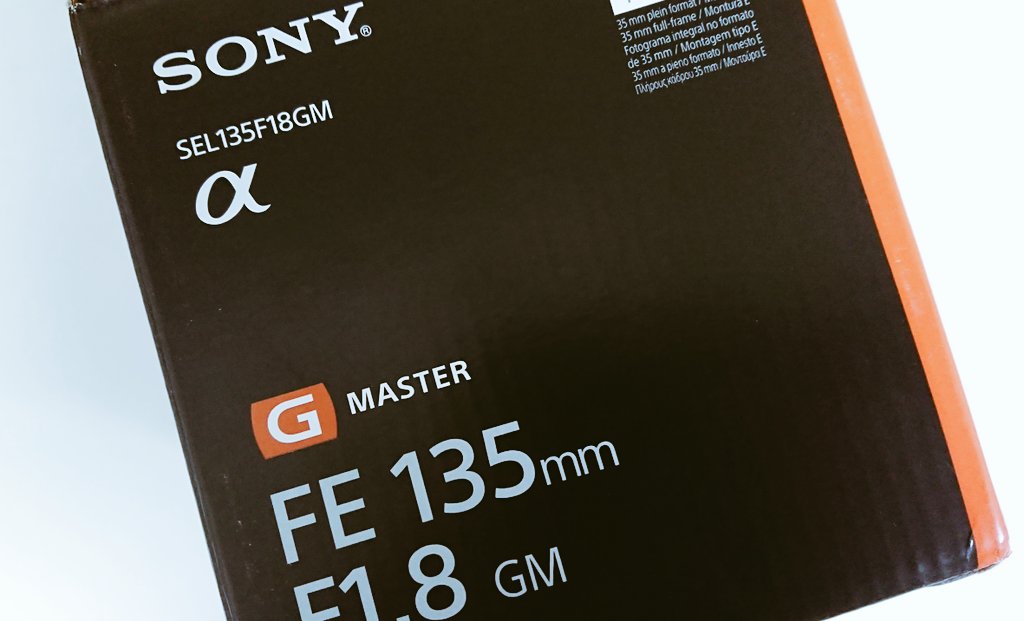 SONY®
SEL135F18GM
α
35 mm plein format /
35 mm full-frame / Montura E
Fotograma integral no formato
de 35 mm / Montagem tipo E
35 mm a pieno formato / Innesto E
Πλήρους κάδρου 35 mm / Μοντούρα E
G MASTER
FE 135mm
F1.8 GM